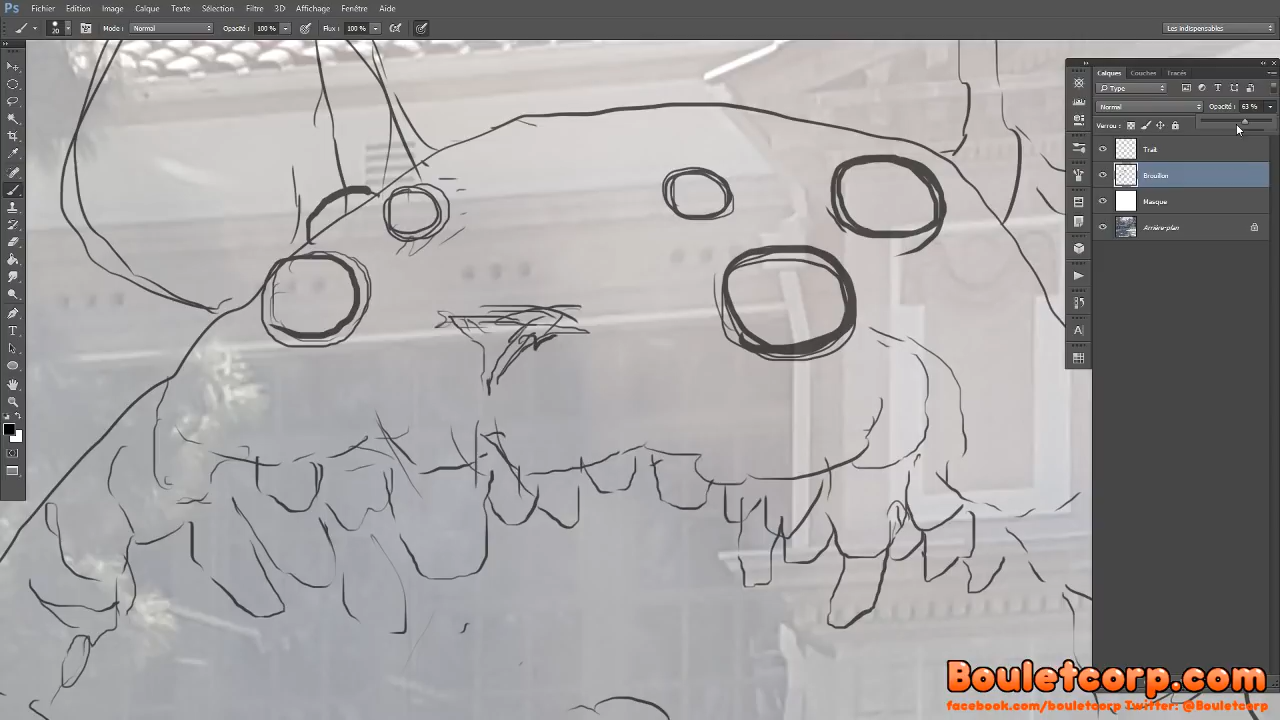 Ps Fichier Edition Image Calque Texte Sélection Filtre 3D Affichage Fenêtre Aide
20 Mode : Normal Opacité : 100 % Flux : 100 % Les indispensables
Calques Couches Tracés
Type
Normal Opacité : 63 %
Verrou :
Trait
Brouillon
Masque
Arrière-plan
Bouletcorp.com
facebook.com/bouletcorp Twitter: @Bouletcorp